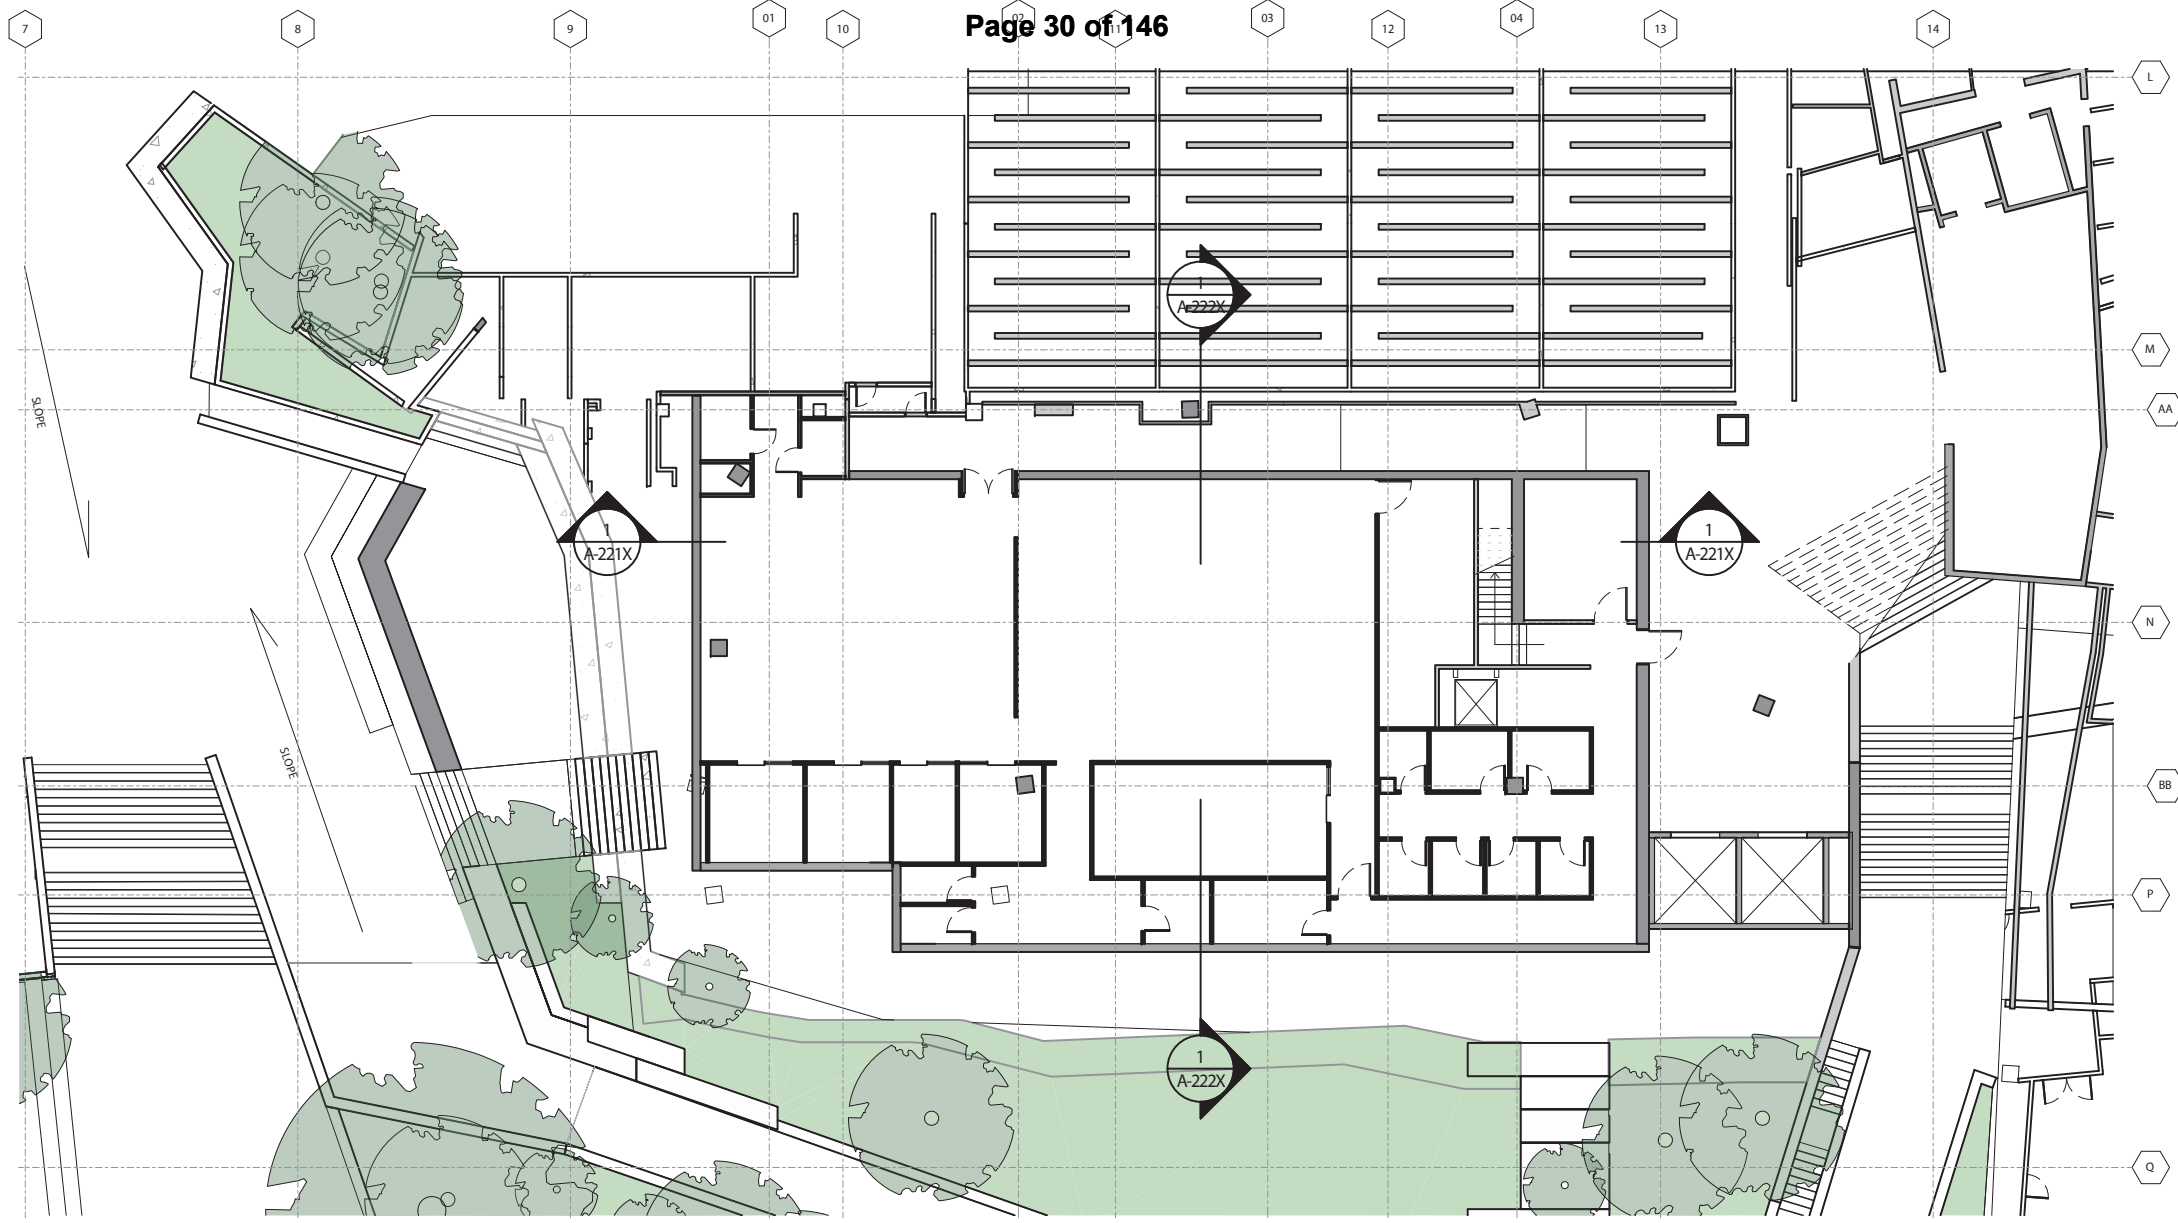 Page 30 of 146
7
8
9
01
10
02
11
03
12
04
13
14
L
M
AA
N
BB
P
Q
1
A-222X
1
A-221X
1
A-221X
1
A-222X
SLOPE
SLOPE